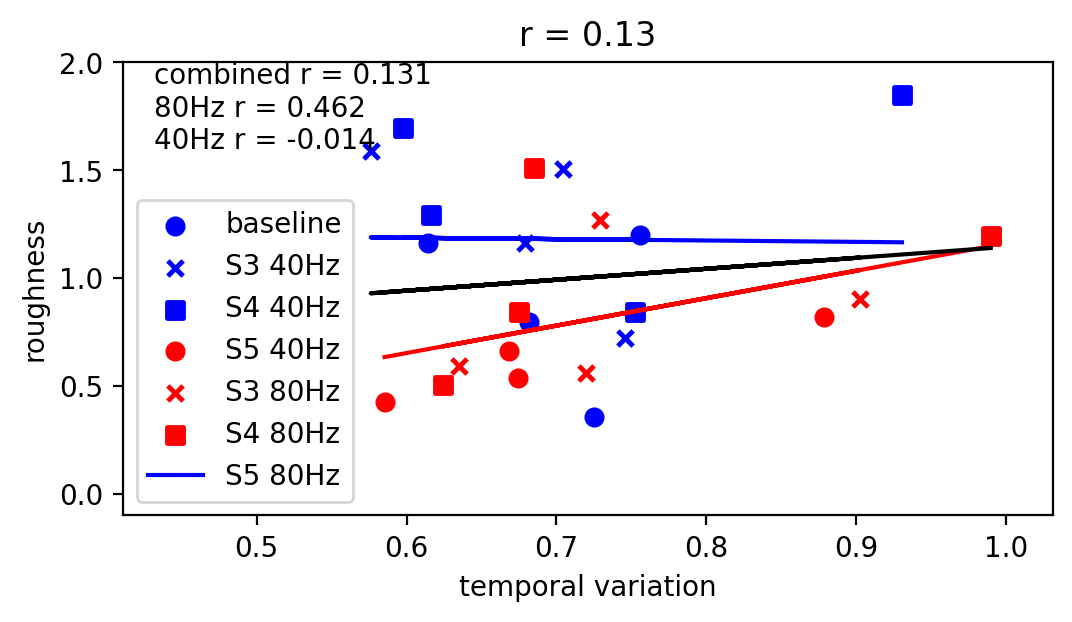 r = 0.13
combined r = 0.131
80Hz r = 0.462
40Hz r = -0.014
baseline
S3 40Hz
S4 40Hz
S5 40Hz
S3 80Hz
S4 80Hz
S5 80Hz
roughness
2.0
1.5
1.0
0.5
0.0
0.5 0.6 0.7 0.8 0.9 1.0
temporal variation